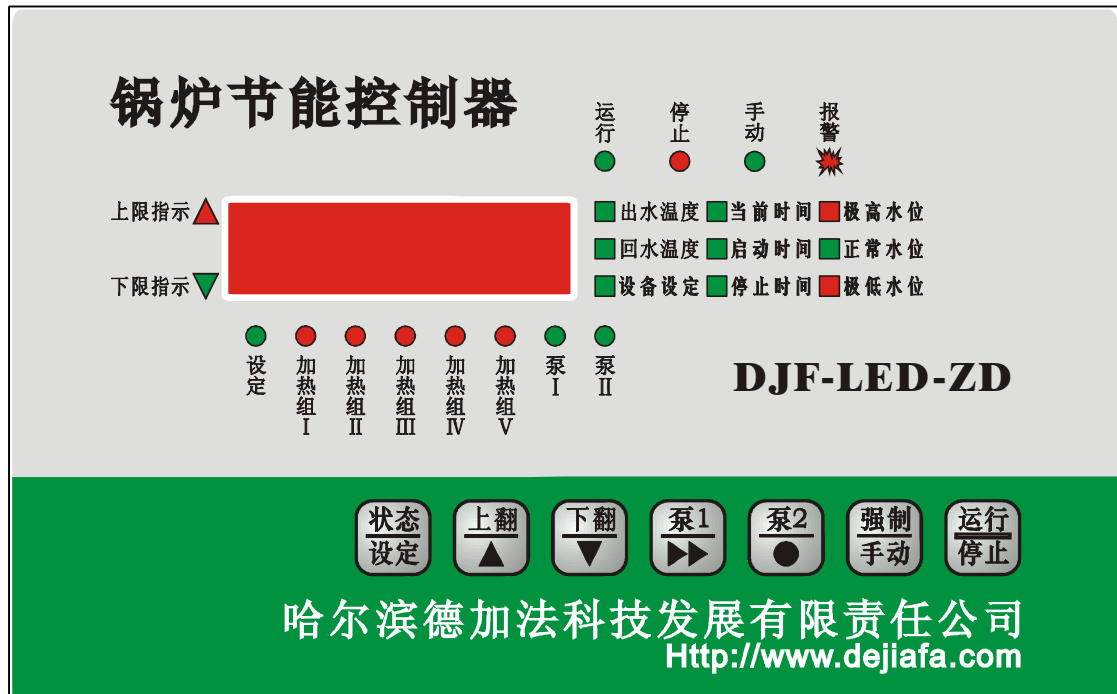 锅炉节能控制器
运行 停止 手动 报警
上限指示
出水温度 当前时间 极高水位
回水温度 启动时间 正常水位
下限指示
设备设定 停止时间 极低水位
设定 加热组Ⅰ 加热组Ⅱ 加热组Ⅲ 加热组Ⅳ 加热组Ⅴ 泵Ⅰ 泵Ⅱ
DJF-LED-ZD
状态 上翻 下翻 泵1 泵2 强制 运行
设定 手动 停止
哈尔滨德加法科技发展有限责任公司
Http://www.dejiafa.com